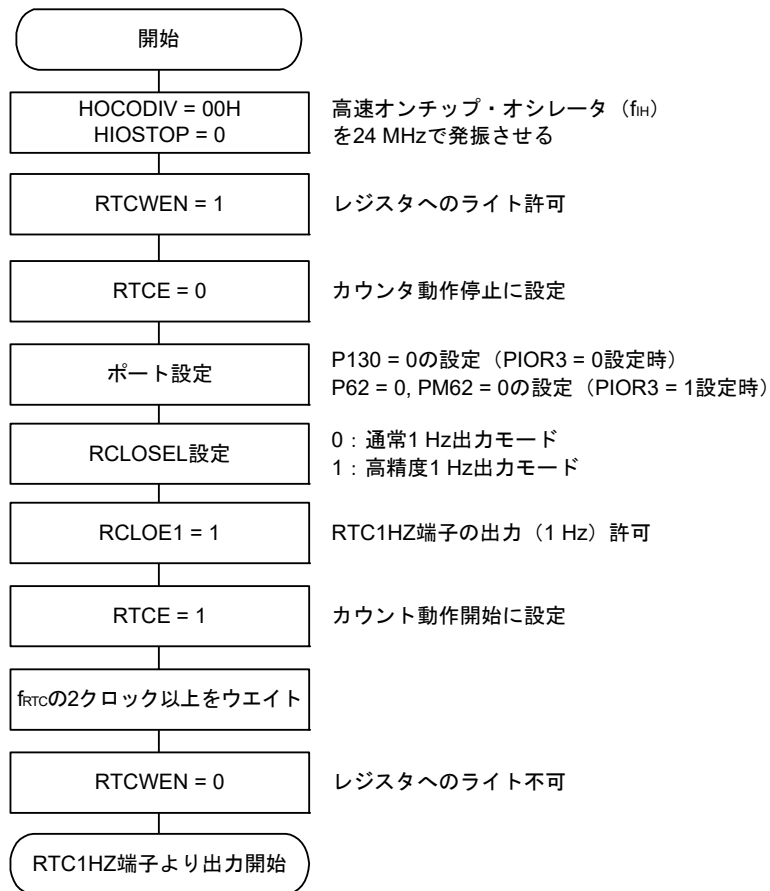 開始
HOCODIV = 00H
HIOSTOP = 0
高速オンチップ・オシレータ（fIH）
を24 MHzで発振させる
RTCWEN = 1
レジスタへのライト許可
RTCE = 0
カウンタ動作停止に設定
ポート設定
P130 = 0の設定（PIOR3 = 0設定時）
P62 = 0, PM62 = 0の設定（PIOR3 = 1設定時）
RCLOSEL設定
0：通常1 Hz出力モード
1：高精度1 Hz出力モード
RCLOE1 = 1
RTC1HZ端子の出力（1 Hz）許可
RTCE = 1
カウント動作開始に設定
fRTCの2クロック以上をウエイト
RTCWEN = 0
レジスタへのライト不可
RTC1HZ端子より出力開始